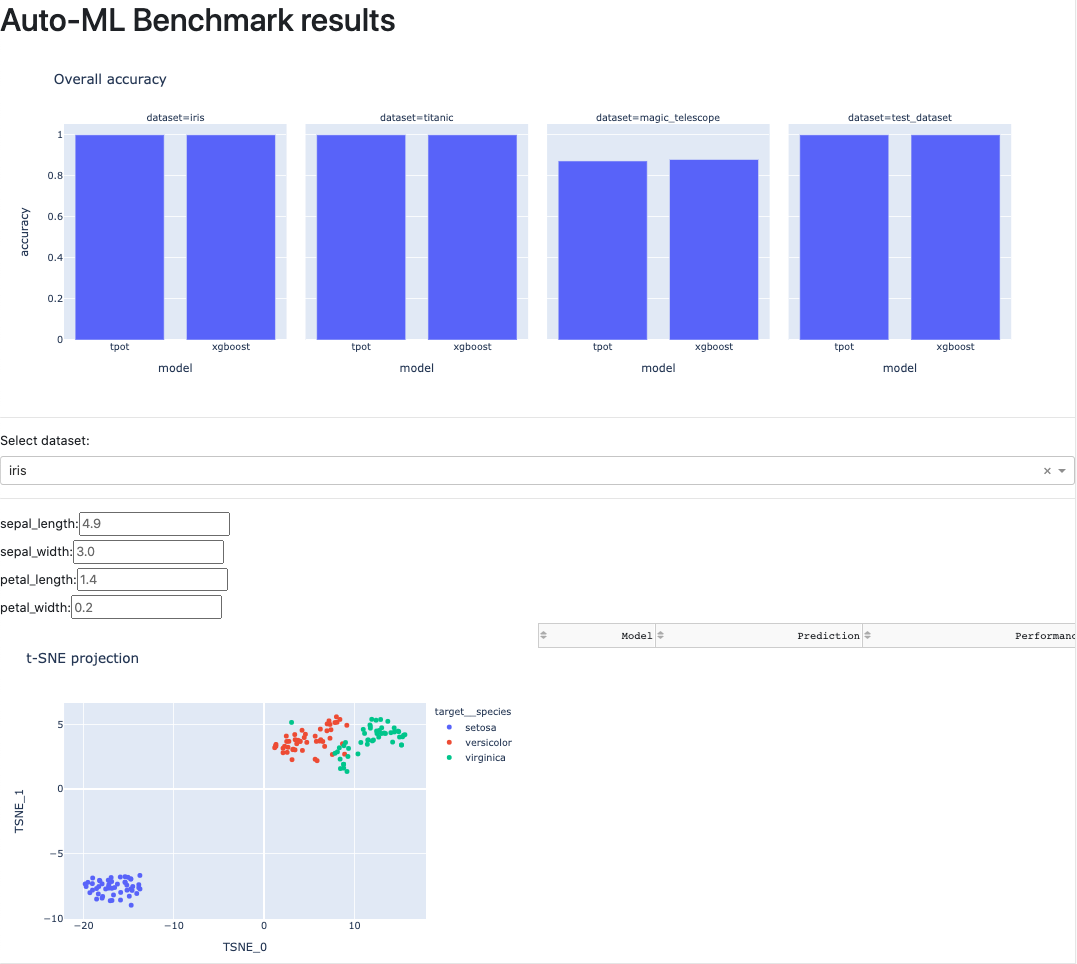 Auto-ML Benchmark results
Overall accuracy
dataset=iris
dataset=titanic
dataset=magic_telescope
dataset=test_dataset
accuracy
1
0.8
0.6
0.4
0.2
0
tpot xgboost
tpot xgboost
tpot xgboost
tpot xgboost
model
model
model
model
Select dataset:
iris
sepal_length: 4.9
sepal_width: 3.0
petal_length: 1.4
petal_width: 0.2
Model Prediction Performanc
t-SNE projection
target__species
setosa
versicolor
virginica
TSNE_1
5
0
−5
−10
−20 −10 0 10
TSNE_0